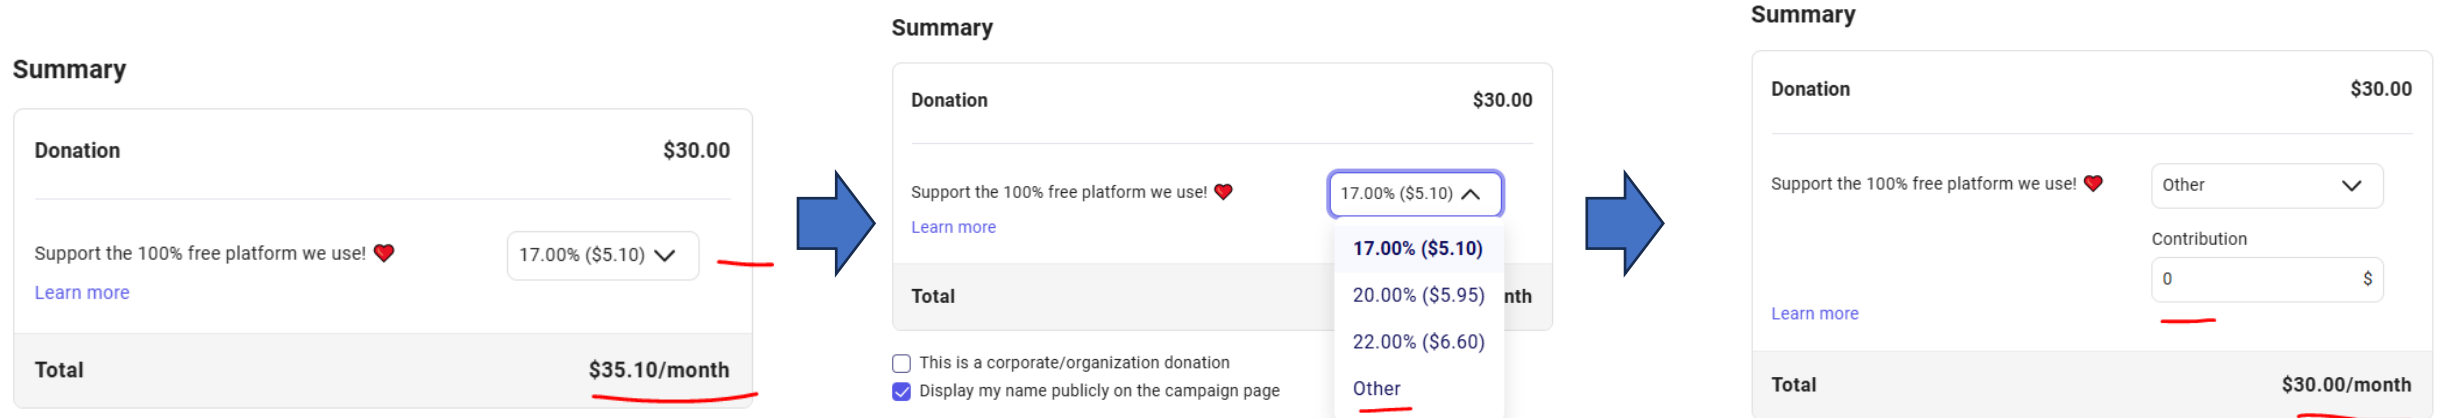 Summary
Donation $30.00
Support the 100% free platform we use! 17.00% ($5.10)
Learn more
Total $35.10/month
Summary
Donation $30.00
Support the 100% free platform we use! 17.00% ($5.10)
Learn more
17.00% ($5.10)
20.00% ($5.95)
22.00% ($6.60)
Other
Total nth
This is a corporate/organization donation
Display my name publicly on the campaign page
Summary
Donation $30.00
Support the 100% free platform we use! Other
Contribution
0 $
Learn more
Total $30.00/month